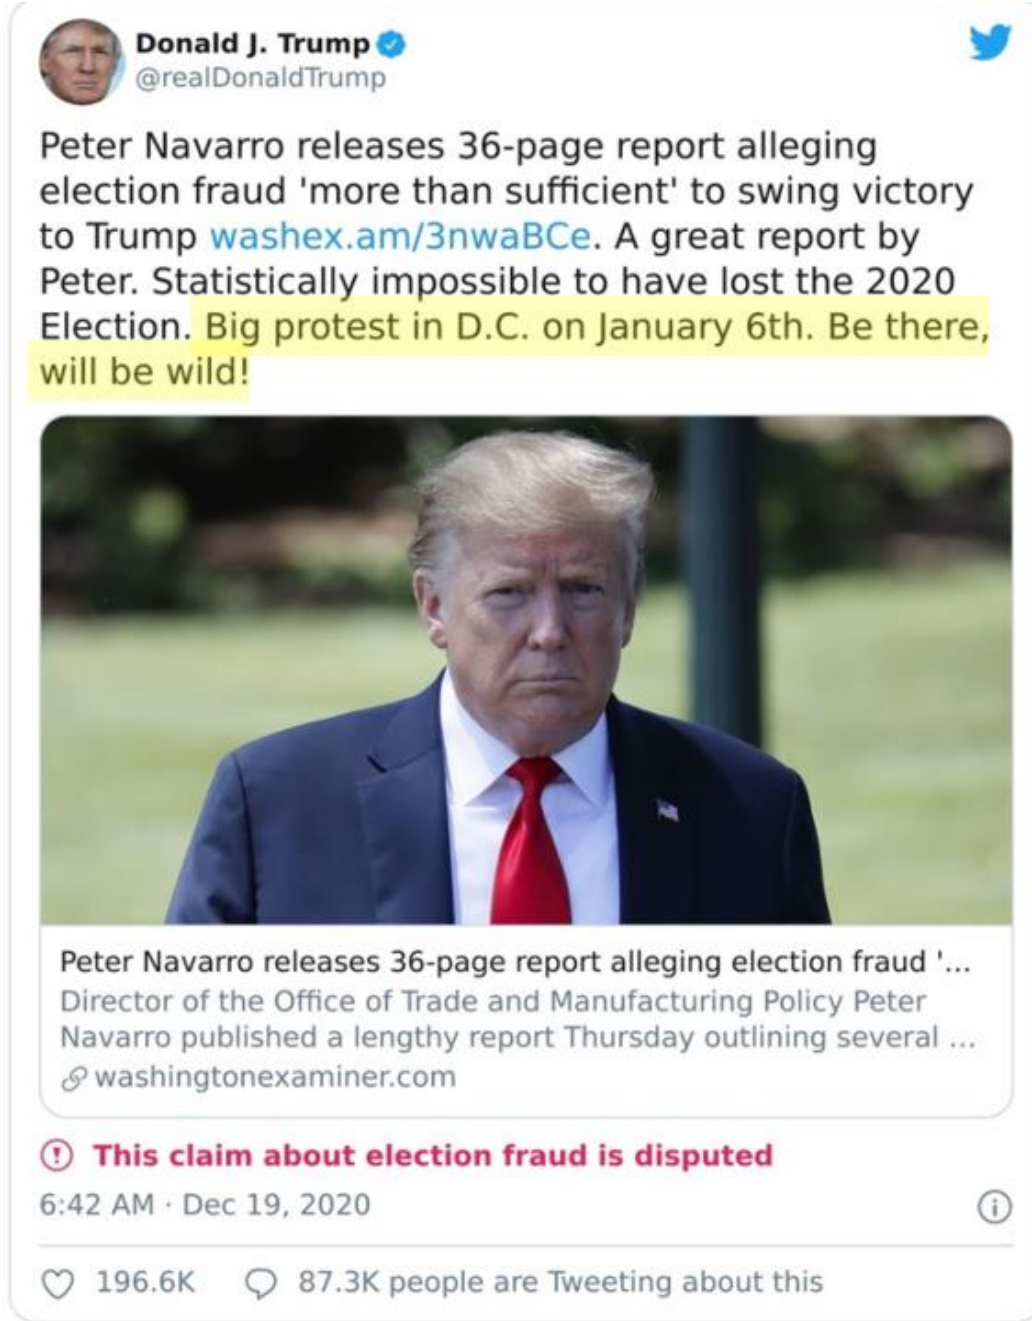 Donald J. Trump
@realDonaldTrump
Peter Navarro releases 36-page report alleging
election fraud 'more than sufficient' to swing victory
to Trump washex.am/3nwaBCe. A great report by
Peter. Statistically impossible to have lost the 2020
Election. Big protest in D.C. on January 6th. Be there,
will be wild!
Peter Navarro releases 36-page report alleging election fraud '...
Director of the Office of Trade and Manufacturing Policy Peter
Navarro published a lengthy report Thursday outlining several ...
washingtonexaminer.com
This claim about election fraud is disputed
6:42 AM · Dec 19, 2020
196.6K 87.3K people are Tweeting about this